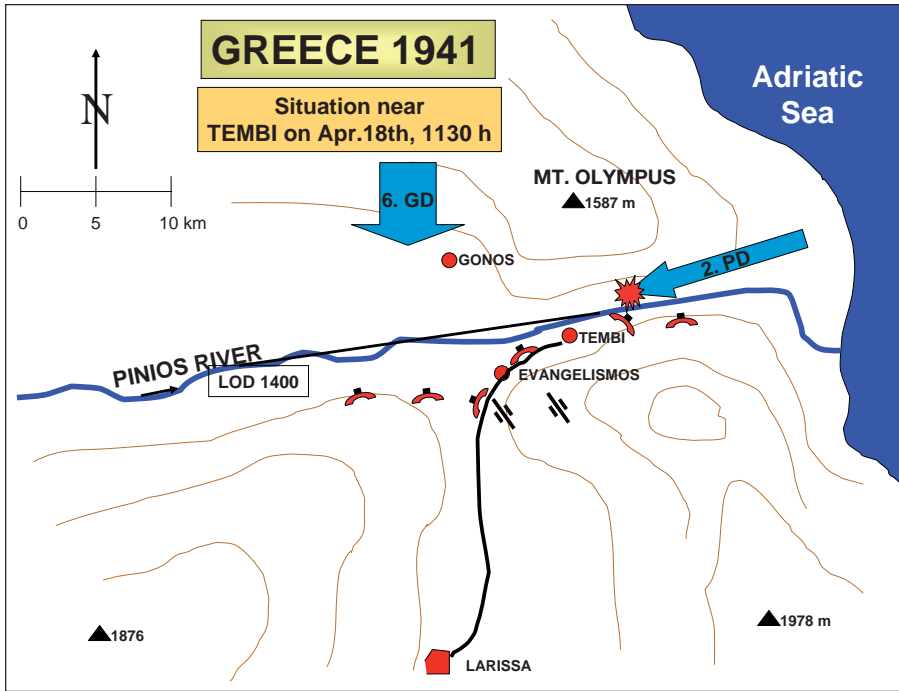 GREECE 1941
Situation near
TEMBI on Apr.18th, 1130 h
Adriatic
Sea
N
0 5 10 km
6. GD
MT. OLYMPUS
1587 m
GONOS
2. PD
TEMBI
PINIOS RIVER
LOD 1400
EVANGELISMOS
1876
1978 m
LARISSA